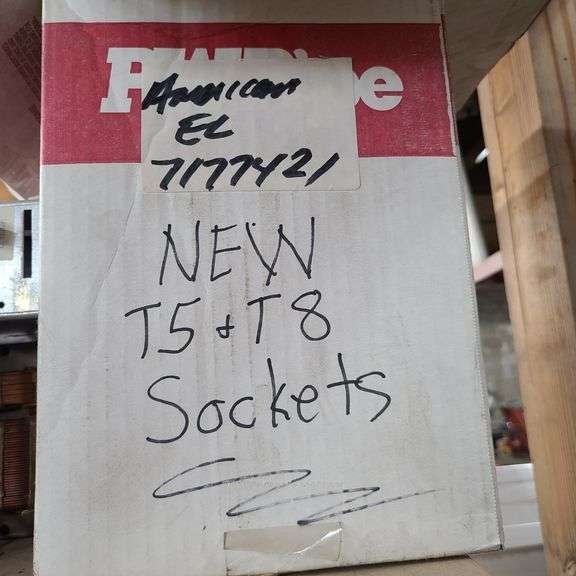 American
EL
7177421
NEW
T5 & T8
Sockets